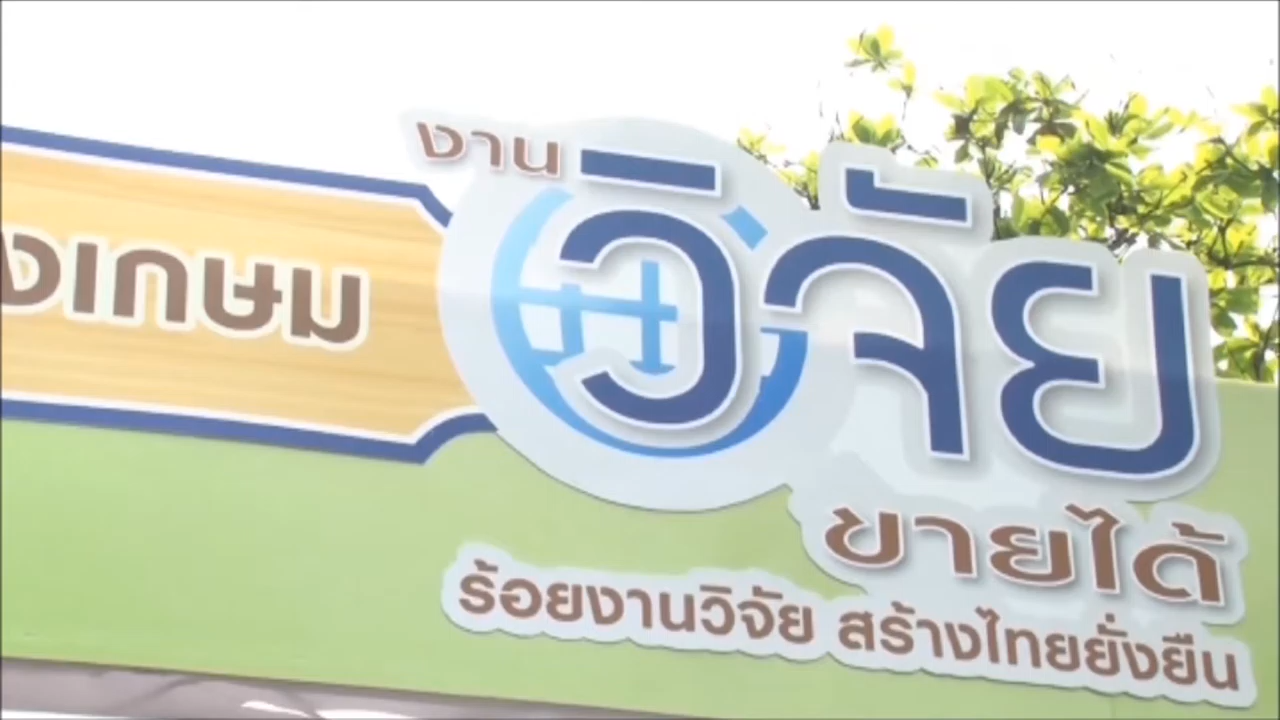 งเกษม
งาน
วิจัย
ขายได้
ร้อยงานวิจัย สร้างไทยยั่งยืน